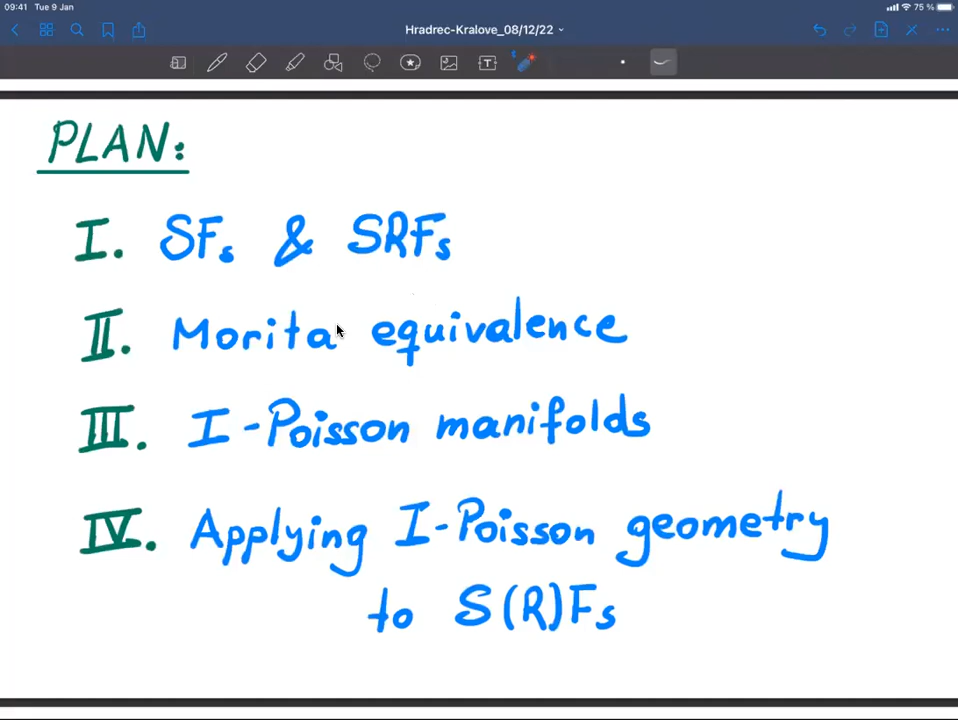 09:41 Tue 9 Jan 75 %
Hradrec-Kralove_08/12/22
PLAN:
I. SFs & SRFs
II. Morita equivalence
III. I-Poisson manifolds
IV. Applying I-Poisson geometry
to S(R)Fs